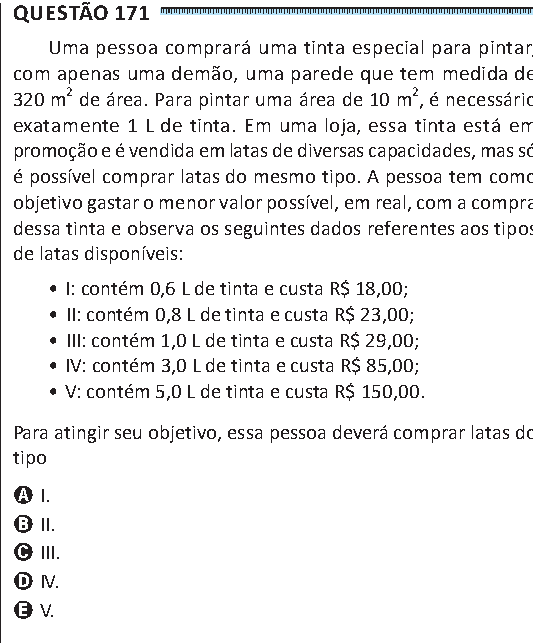 QUESTÃO 171
Uma pessoa comprará uma tinta especial para pintar,
com apenas uma demão, uma parede que tem medida de
320 m² de área. Para pintar uma área de 10 m², é necessário
exatamente 1 L de tinta. Em uma loja, essa tinta está em
promoção e é vendida em latas de diversas capacidades, mas só
é possível comprar latas do mesmo tipo. A pessoa tem como
objetivo gastar o menor valor possível, em real, com a compra
dessa tinta e observa os seguintes dados referentes aos tipos
de latas disponíveis:
• I: contém 0,6 L de tinta e custa R$ 18,00;
• II: contém 0,8 L de tinta e custa R$ 23,00;
• III: contém 1,0 L de tinta e custa R$ 29,00;
• IV: contém 3,0 L de tinta e custa R$ 85,00;
• V: contém 5,0 L de tinta e custa R$ 150,00.
Para atingir seu objetivo, essa pessoa deverá comprar latas do
tipo
A I.
B II.
C III.
D IV.
E V.